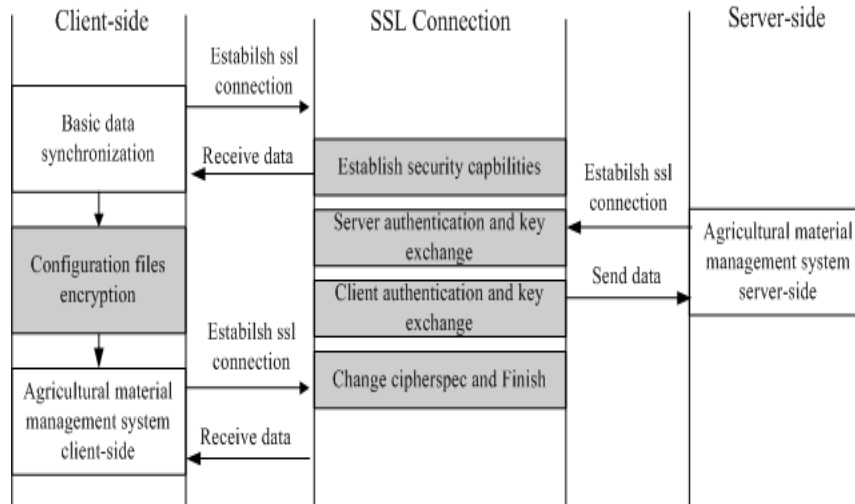 Client-side
SSL Connection
Server-side
Estabilsh ssl
connection
Basic data
synchronization
Receive data
Establish security capbilities
Estabilsh ssl
connection
Server authentication and key
exchange
Agricultural material
management system
server-side
Configuration files
encryption
Send data
Client authentication and key
exchange
Estabilsh ssl
connection
Change cipherspec and Finish
Agricultural material
management system
client-side
Receive data